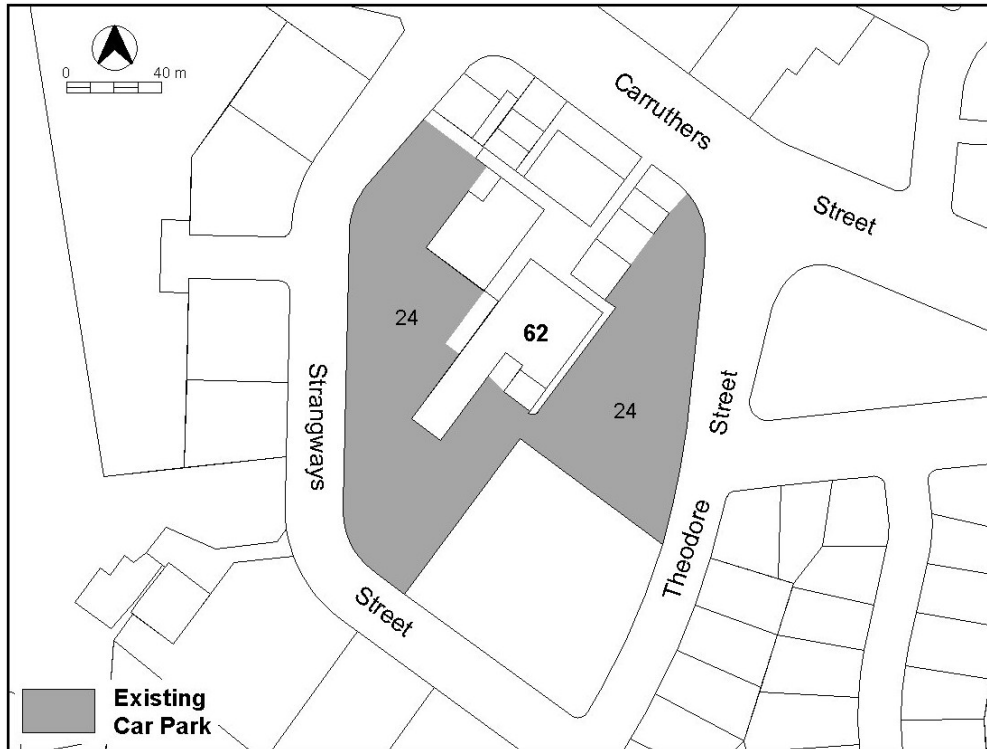 0 40 m
Carruthers
Street
24
62
24
Strangways
Street
Theodore
Street
Existing
Car Park